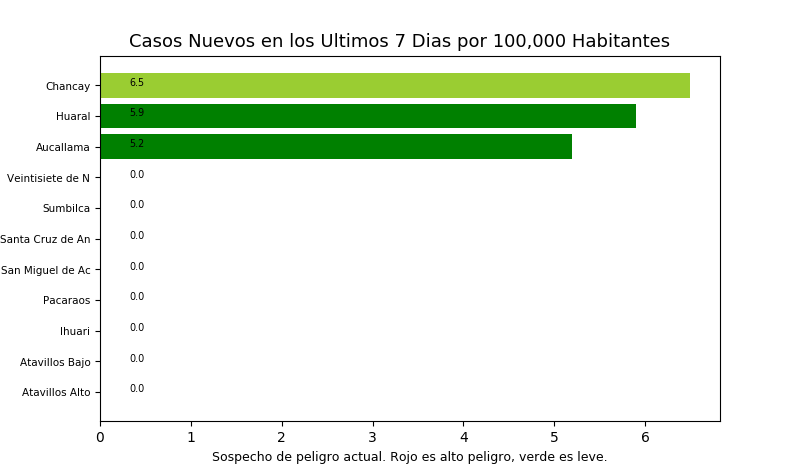 Casos Nuevos en los Ultimos 7 Dias por 100,000 Habitantes
Chancay 6.5
Huaral 5.9
Aucallama 5.2
Veintisiete de N 0.0
Sumbilca 0.0
Santa Cruz de An 0.0
San Miguel de Ac 0.0
Pacaraos 0.0
Ihuari 0.0
Atavillos Bajo 0.0
Atavillos Alto 0.0
0 1 2 3 4 5 6
Sospecho de peligro actual. Rojo es alto peligro, verde es leve.